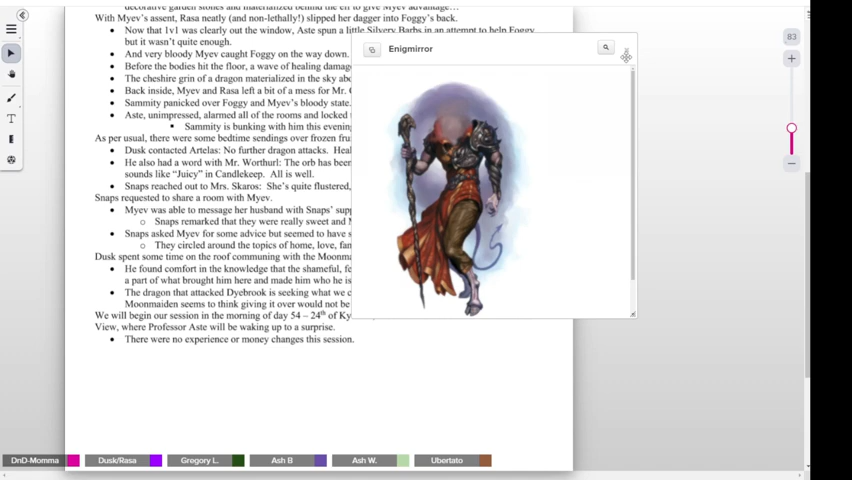 decorative garden stones and materialized behind the elf to give Myev advantage…
With Myev's assent, Rasa neatly (and non-lethally!) slipped her dagger into Foggy's back.
Now that 1v1 was clearly out the window, Aste spun a little Silvery Barbs in an attempt to help Foggy
but it wasn't quite enough.
And very bloody Myev caught Foggy on the way down.
Before the bodies hit the floor, a wave of healing damag
The cheshire grin of a dragon materialized in the sky abo
Back inside, Myev and Rasa left a bit of a mess for Mr.
Sammity panicked over Foggy and Myev's bloody state.
Aste, unimpressed, alarmed all of the rooms and locked
Sammity is bunking with him this evenin
As per usual, there were some bedtime sendings over frozen fru
Dusk contacted Artelas: No further dragon attacks. Heal
He also had a word with Mr. Worthurl: The orb has been
sounds like "Juicy" in Candlekeep. All is well.
Snaps reached out to Mrs. Skaros: She's quite flustered,
Snaps requested to share a room with Myev.
Myev was able to message her husband with Snaps' sup
Snaps remarked that they were really sweet and
Snaps asked Myev for some advice but seemed to have s
They circled around the topics of home, love, fan
Dusk spent some time on the roof communing with the Moonma
He found comfort in the knowledge that the shameful, fe
a part of what brought him here and made him who he is
The dragon that attacked Dyebrook is seeking what we c
Moonmaiden seems to think giving it over would not be
We will begin our session in the morning of day 54 – 24th of Ky
View, where Professor Aste will be waking up to a surprise.
There were no experience or money changes this session.
Enigmirror
83
DnD-Momma
Dusk/Rasa
Gregory L.
Ash B
Ash W.
Ubertato